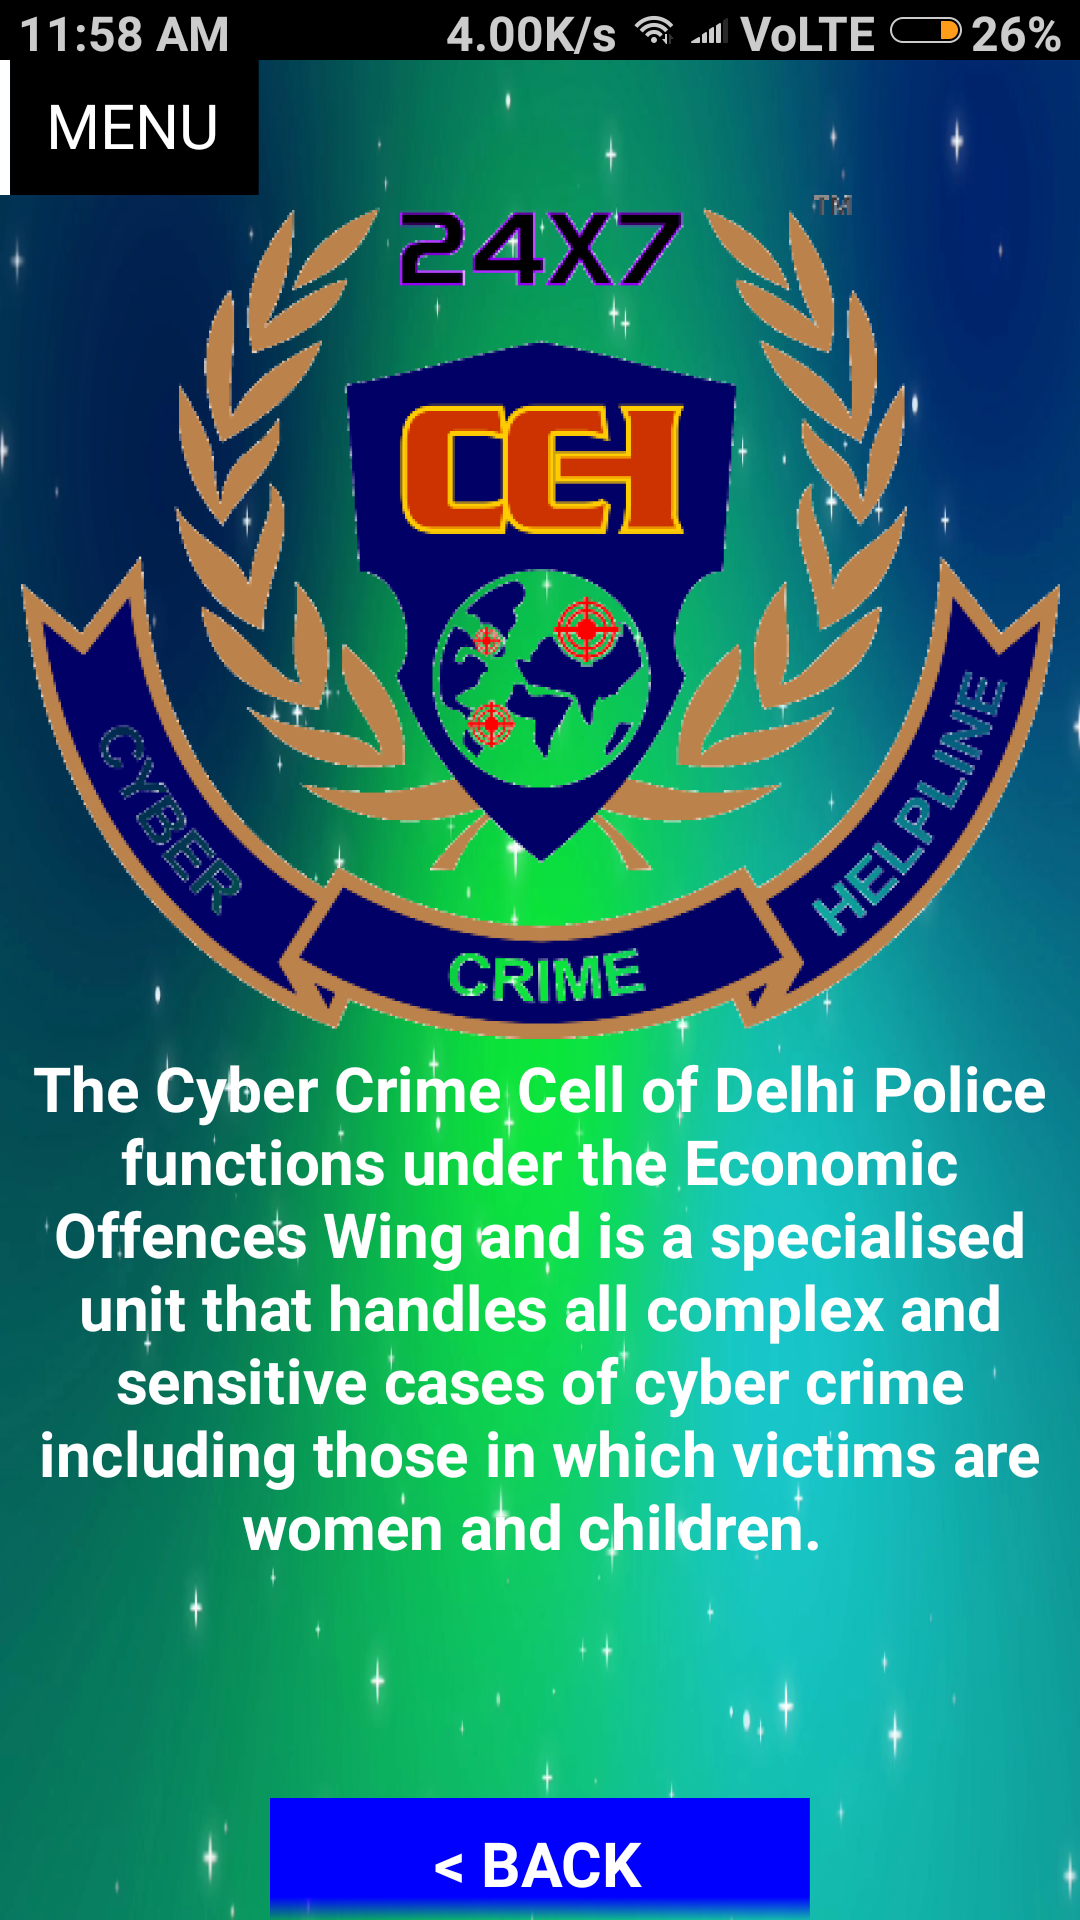 11:58 AM 4.00K/s VoLTE 26%
MENU
TM
24X7
CCH
CYBER
CRIME
HELPLINE
The Cyber Crime Cell of Delhi Police
functions under the Economic
Offences Wing and is a specialised
unit that handles all complex and
sensitive cases of cyber crime
including those in which victims are
women and children.
< BACK